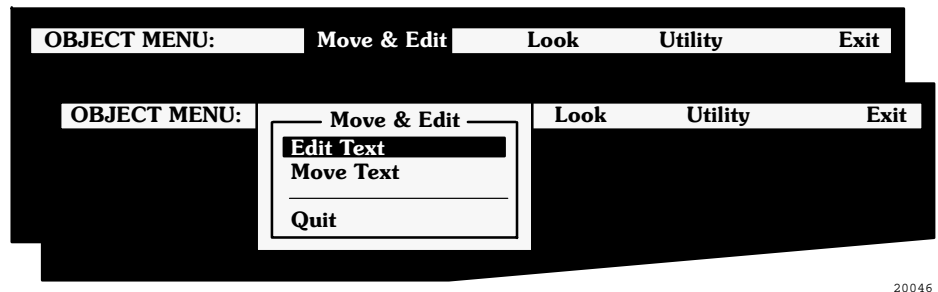 OBJECT MENU: Move & Edit Look Utility Exit
OBJECT MENU: Move & Edit Look Utility Exit
Edit Text
Move Text
Quit
20046